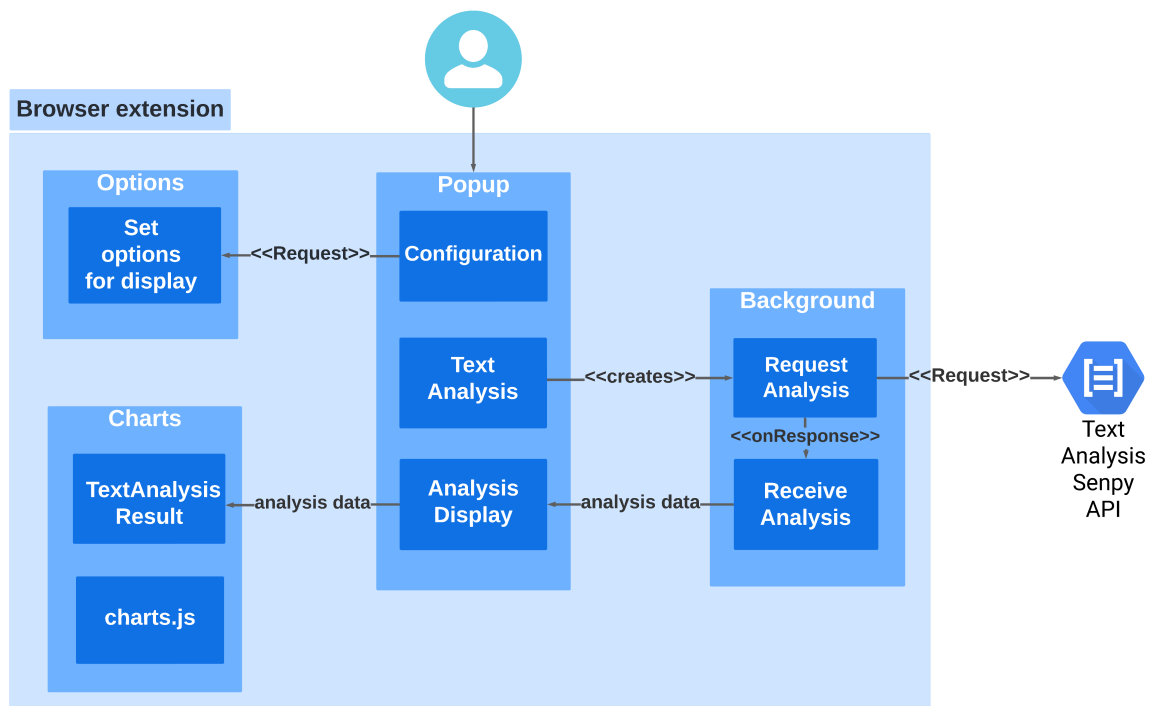 Browser extension
Options
Set
options
for display
<<Request>>
Popup
Configuration
Text
Analysis
<<creates>>
Background
Request
Analysis
<<Request>>
<<onResponse>>
Receive
Analysis
analysis data
Analysis
Display
analysis data
Charts
TextAnalysis
Result
charts.js
Text
Analysis
Senpy
API